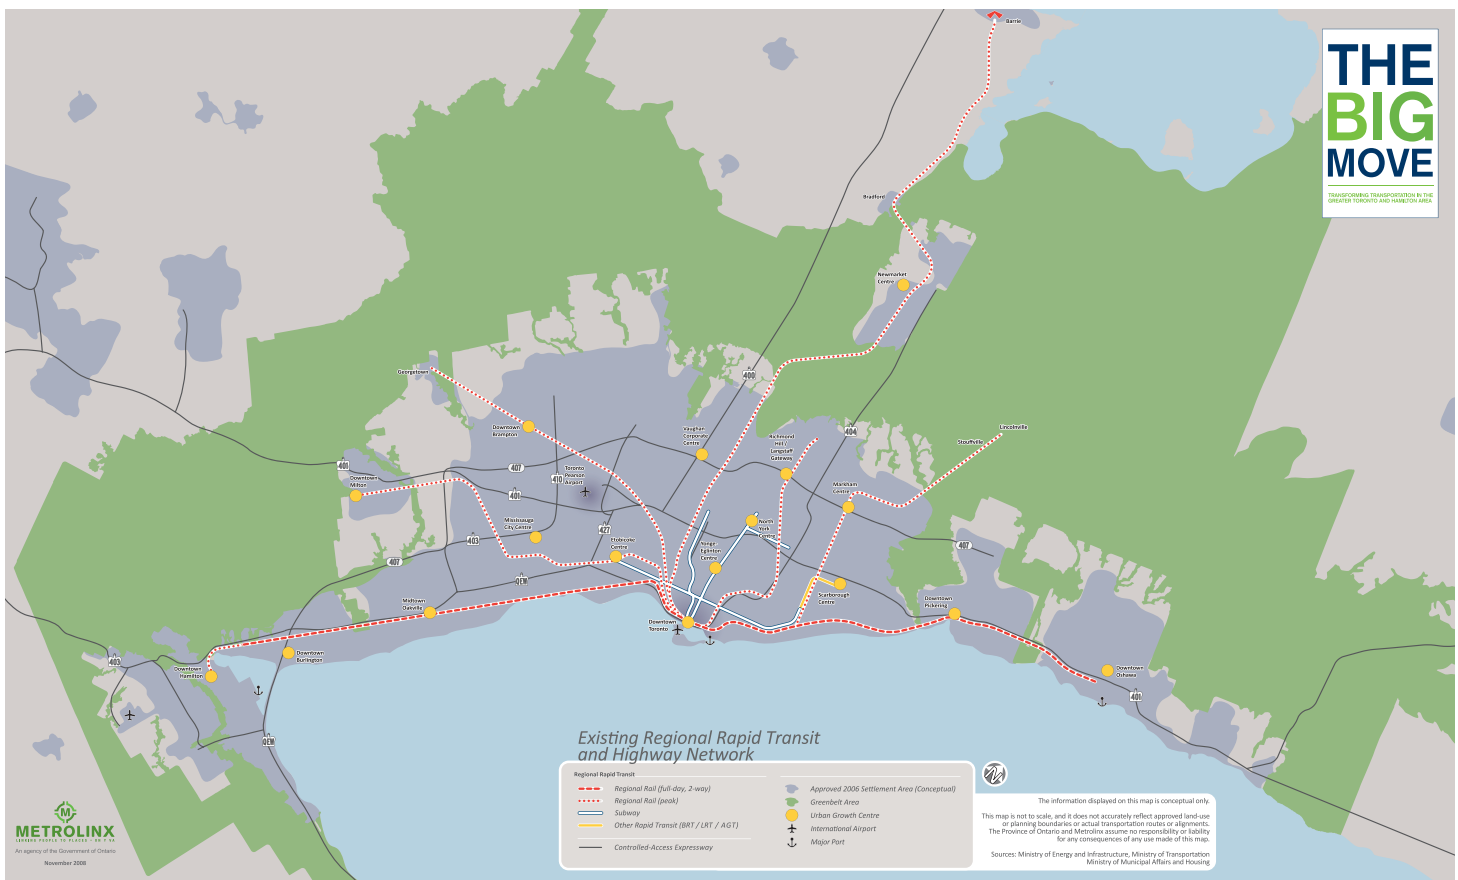 Barrie
THE
BIG
MOVE
TRANSFORMING TRANSPORTATION IN THE
GREATER TORONTO AND HAMILTON AREA
Bradford
Newmarket
Centre
Georgetown
400
404
Downtown
Brampton
Vaughan
Corporate
Centre
Richmond
Hill /
Langstaff
Gateway
Stouffville
Lincolnville
401
Downtown
Milton
407
410
Toronto
Pearson
Airport
401
Markham
Centre
Mississauga
City Centre
403
427
Etobicoke
Centre
Yonge-
Eglinton
Centre
North
York
Centre
407
407
QEW
Midtown
Oakville
Scarborough
Centre
Downtown
Pickering
Downtown
Toronto
403
Downtown
Hamilton
Downtown
Burlington
Downtown
Oshawa
401
QEW
Existing Regional Rapid Transit
and Highway Network
Regional Rapid Transit
Regional Rail (full-day, 2-way)
Regional Rail (peak)
Subway
Other Rapid Transit (BRT / LRT / AGT)
Controlled-Access Expressway
Approved 2006 Settlement Area (Conceptual)
Greenbelt Area
Urban Growth Centre
International Airport
Major Port
The information displayed on this map is conceptual only.
This map is not to scale, and it does not accurately reflect approved land-use
or planning boundaries or actual transportation routes or alignments.
The Province of Ontario and Metrolinx assume no responsibility or liability
for any consequences of any use made of this map.
Sources: Ministry of Energy and Infrastructure, Ministry of Transportation
Ministry of Municipal Affairs and Housing
M
METROLINX
LINKING PEOPLE TO PLACES
An agency of the Government of Ontario
November 2008